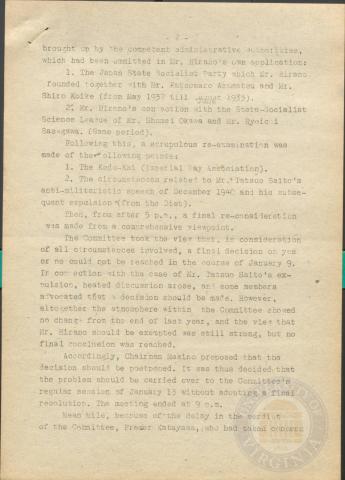 - 2 -
brought up by the competent administrative authorities,
which had been omitted in Mr. Hirano's own application:
1. The Japan State Socialist Party which Mr. Hirano
founded together with Mr. Katsumaro Akamatsu and Mr.
Shiro Koike (from May 1932 till August 1933).
2. Mr. Hirano's connection with the State-Socialist
Science League of Mr. Shumei Okawa and Mr. Ryoichi
Sasagawa. (Same period).
Following this, a scrupulous re-examination was
made of the following points:
1. The Kodo-Kai (Imperial Way Association).
2. The circumstances related to Mr. Tatsuo Saito's
anti-militaristic speech of December 1940 and his subse-
quent expulsion (from the Diet).
Then, from after 5 p.m., a final re-consideration
was made from a comprehensive viewpoint.
The Committee took the view that, in consideration
of all circumstances involved, a final decision on yes
or no could not be reached in the course of January 9.
In connection with the case of Mr. Tatsuo Saito's ex-
pulsion, heated discussion arose, and some members
advocated that a decision should be made. However,
altogether the atmosphere within the Committee showed
no change from the end of last year, and the view that
Mr. Hirano should be exempted was still strong, but no
final conclusion was reached.
Accordingly, Chairman Makino proposed that the
decision should be postponed. It was thus decided that
the problem should be carried over to the Committee's
regular session of January 13 without adopting a final
resolution. The meeting ended at 9 p.m.
Meanwhile, because of the delay in the verdict
of the Committee, Premier Katayama, who had taken
VIRGINIA